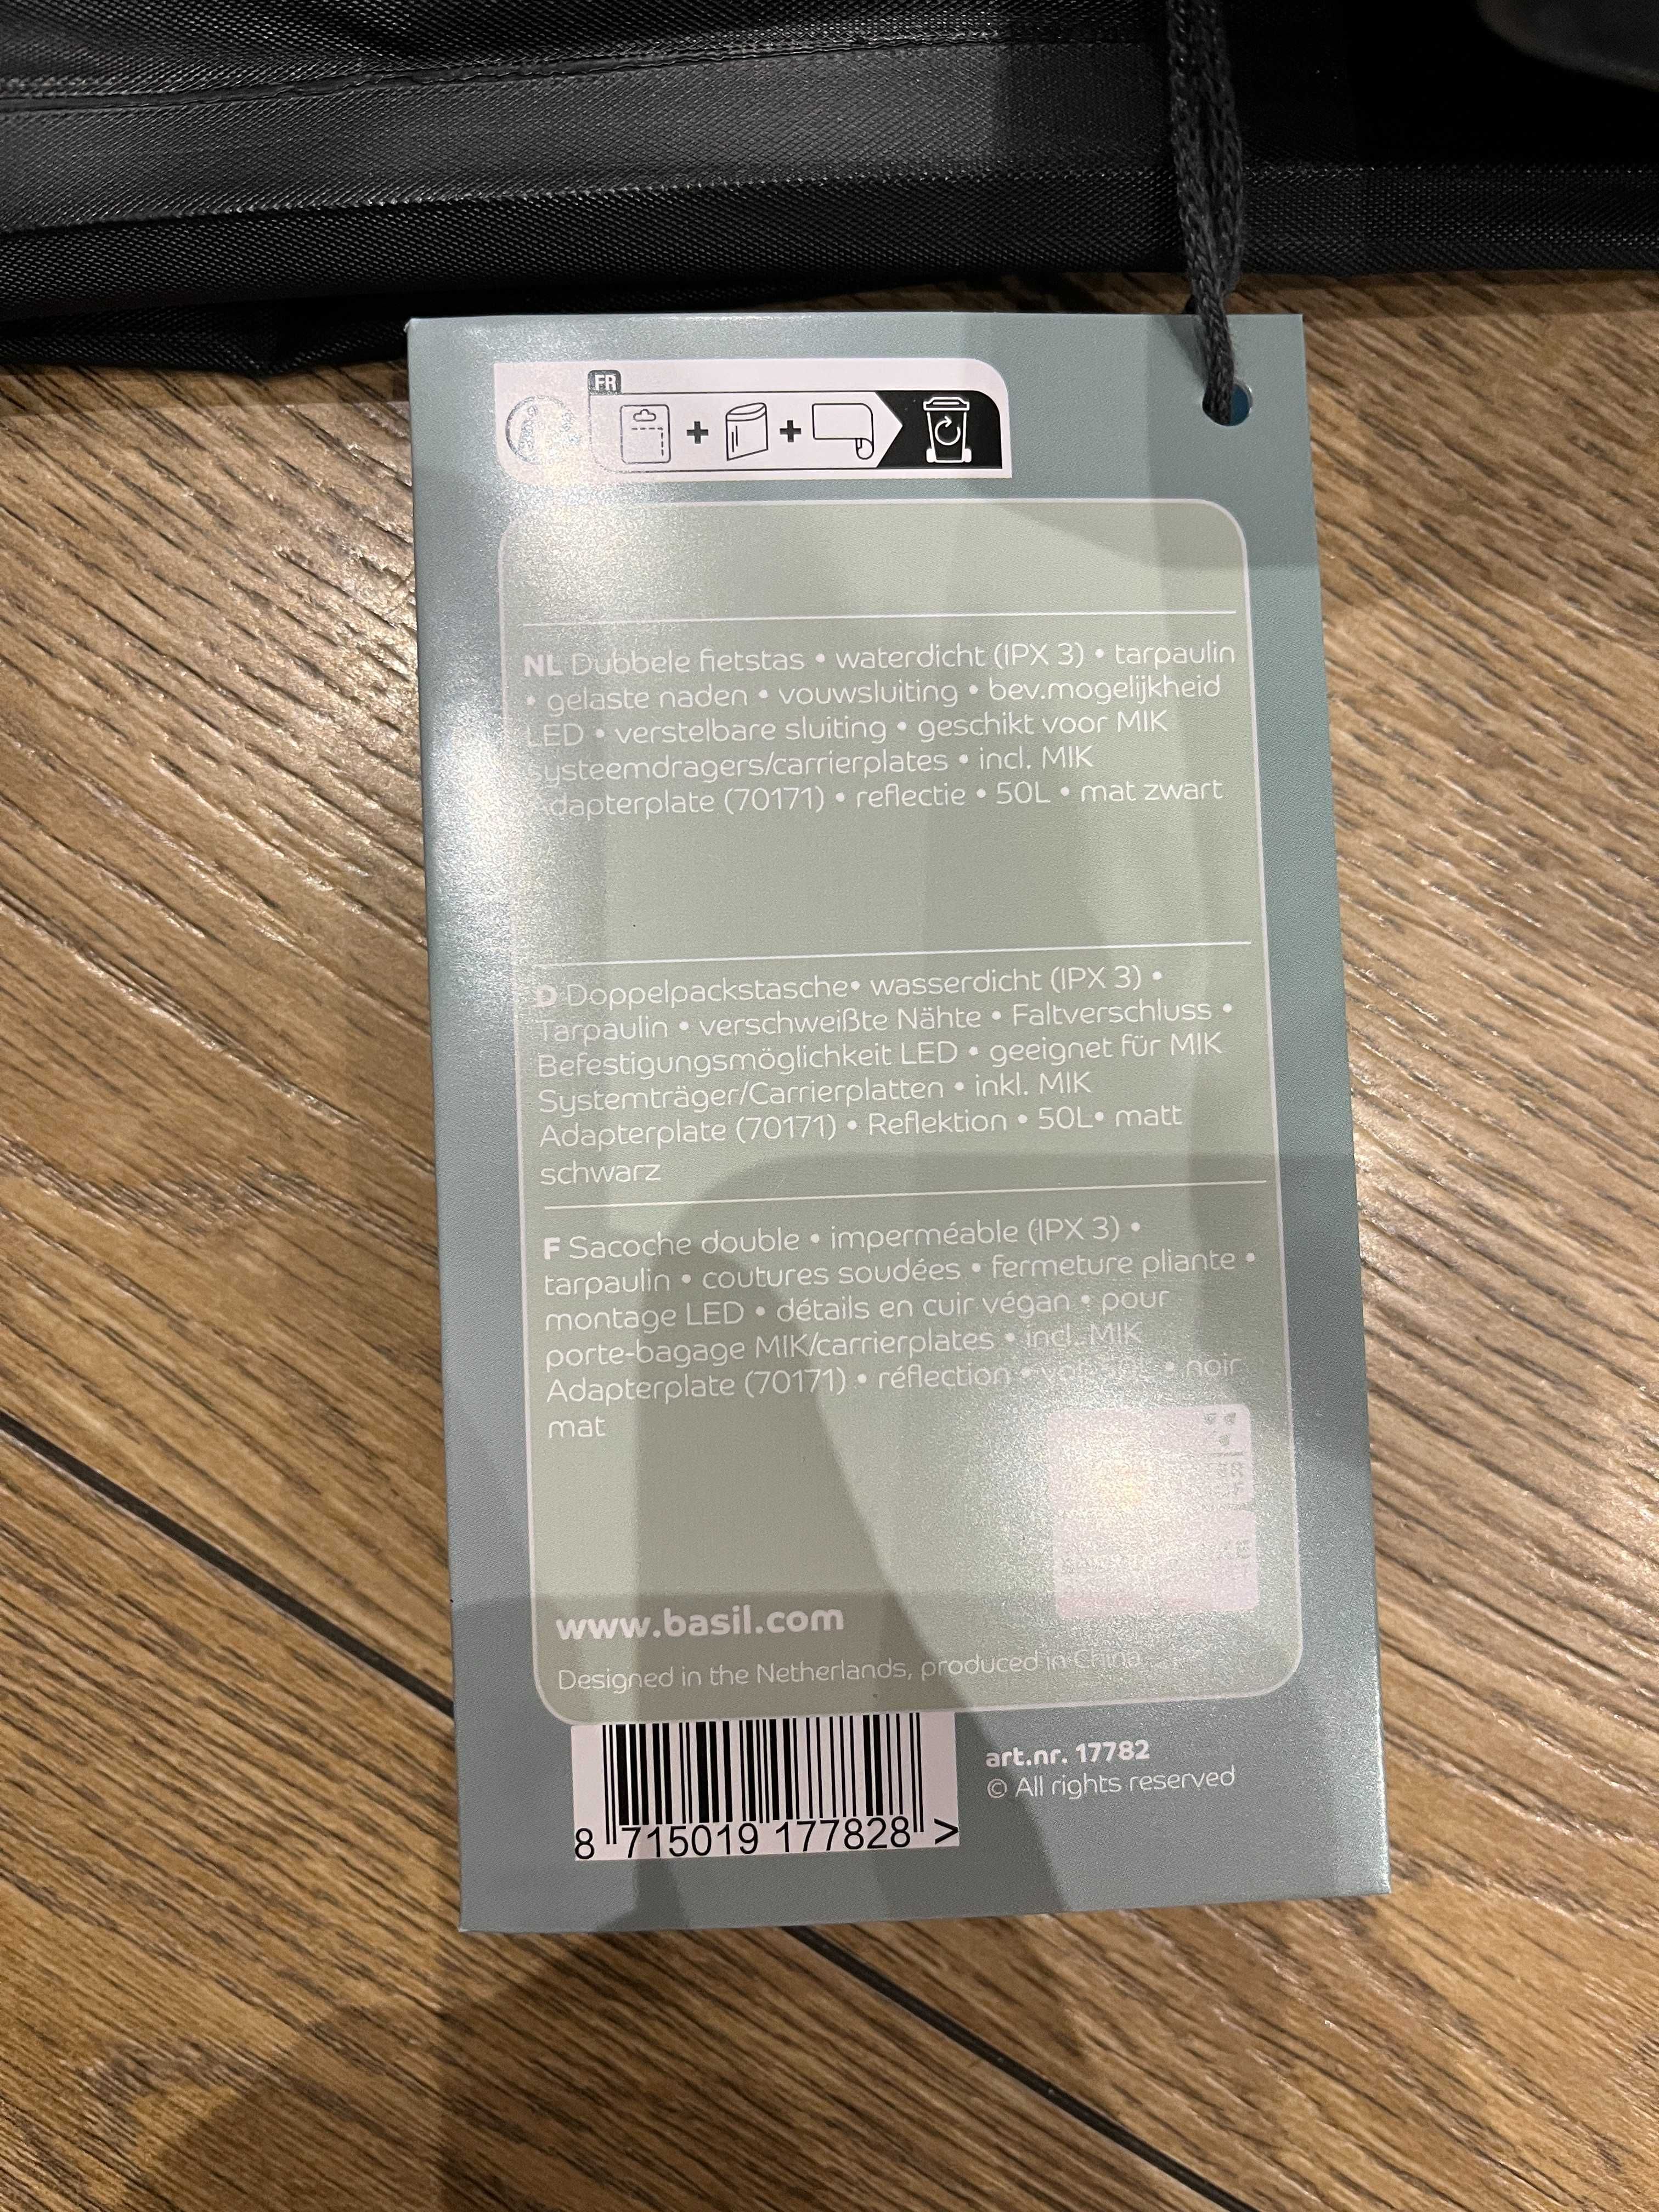 FR
NL Dubbele fietstas • waterdicht (IPX 3) • tarpaulin
• gelaste naden • vouwsluiting • bev.mogelijkheid
LED • verstelbare sluiting • geschikt voor MIK
systeemdragers/carrierplates • incl. MIK
Adapterplate (70171) • reflectie • 50L • mat zwart
D Doppelpackstasche• wasserdicht (IPX 3) •
Tarpaulin • verschweißte Nähte • Faltverschluss •
Befestigungsmöglichkeit LED • geeignet für MIK
Systemträger/Carrierplatten • inkl. MIK
Adapterplate (70171) • Reflektion • 50L• matt
schwarz
F Sacoche double • imperméable (IPX 3) •
tarpaulin • coutures soudées • fermeture pliante •
montage LED • détails en cuir végan • pour
porte-bagage MIK/carrierplates • incl. MIK
Adapterplate (70171) • réflection • • noir
mat
www.basil.com
Designed in the Netherlands, produced in China
art.nr. 17782
© All rights reserved
8 715019 177828 >